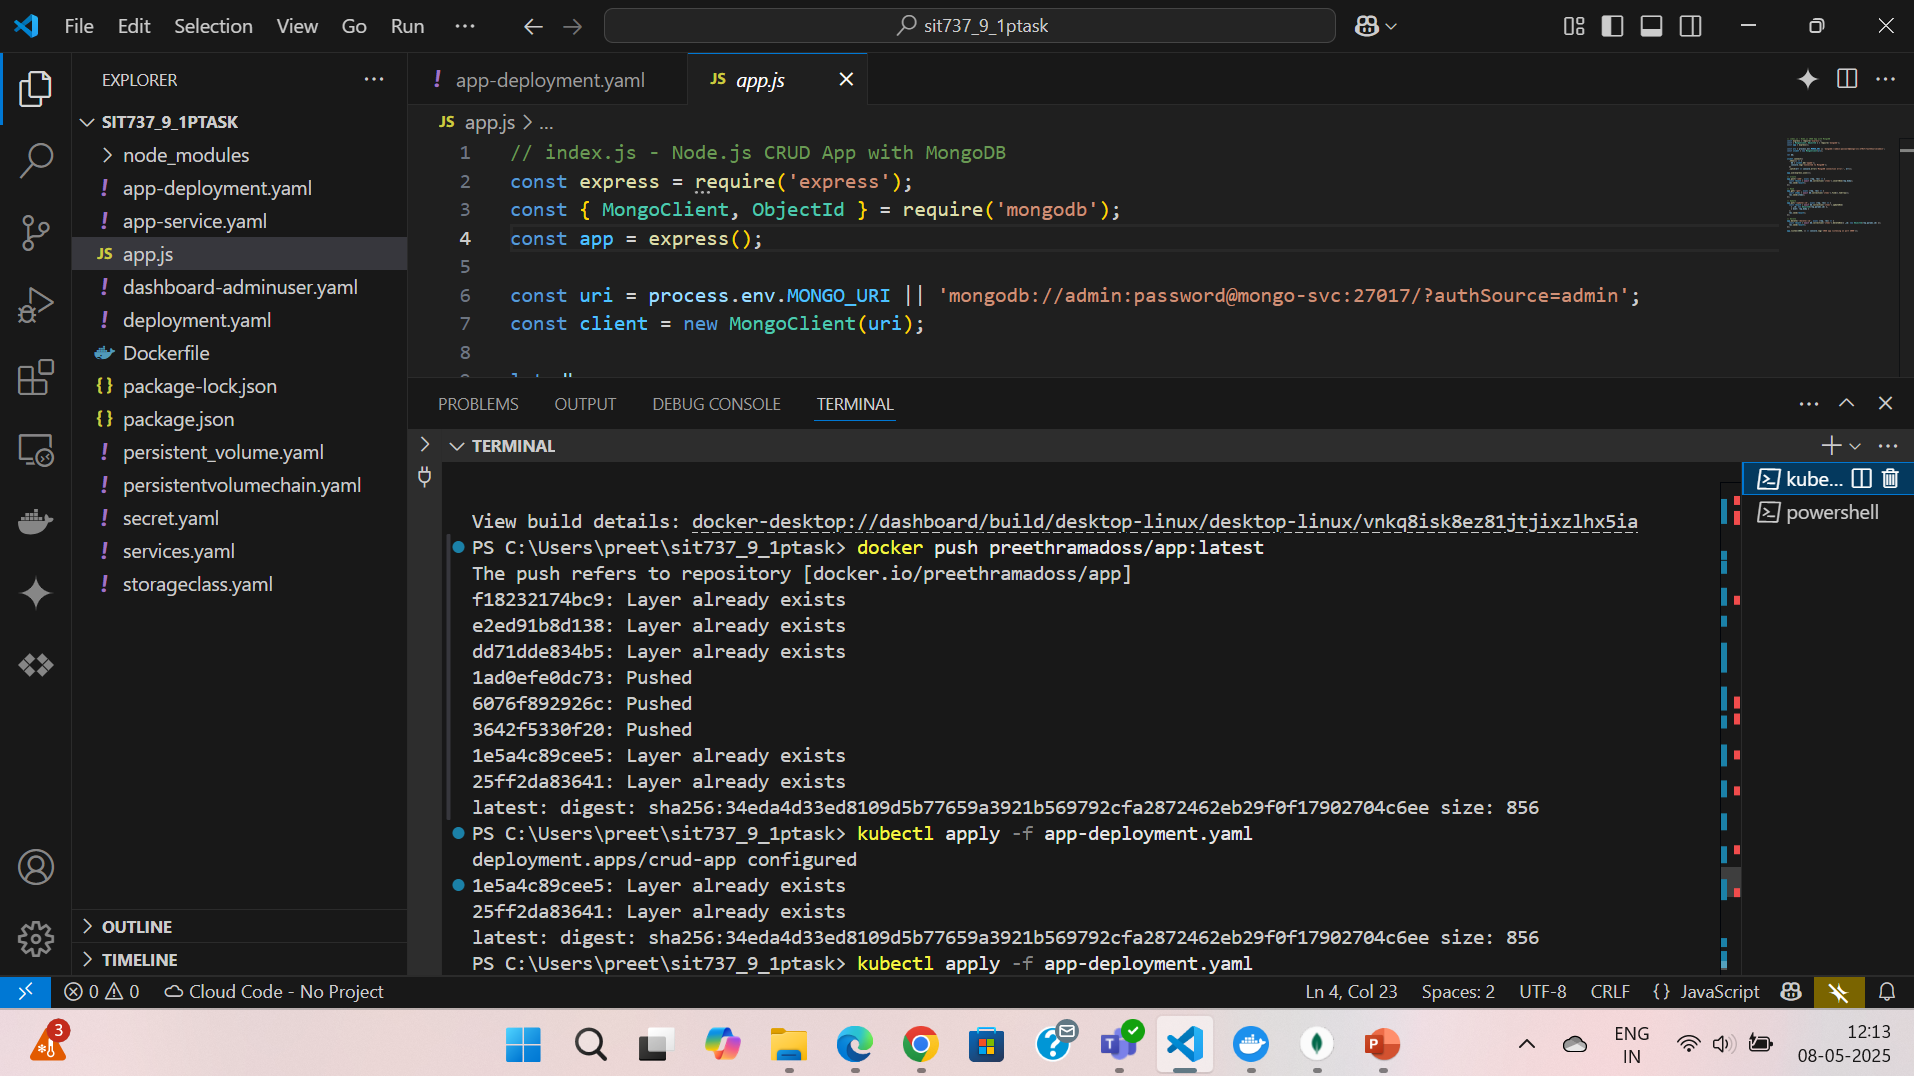 File Edit Selection View Go Run ···
sit737_9_1ptask
EXPLORER
SIT737_9_1PTASK
node_modules
! app-deployment.yaml
! app-service.yaml
JS app.js
! dashboard-adminuser.yaml
! deployment.yaml
Dockerfile
{} package-lock.json
{} package.json
! persistent_volume.yaml
! persistentvolumechain.yaml
! secret.yaml
! services.yaml
! storageclass.yaml
OUTLINE
TIMELINE
! app-deployment.yaml
JS app.js
JS app.js > ...
1 // index.js - Node.js CRUD App with MongoDB
2 const express = require('express');
3 const { MongoClient, ObjectId } = require('mongodb');
4 const app = express();
5
6 const uri = process.env.MONGO_URI || 'mongodb://admin:password@mongo-svc:27017/?authSource=admin';
7 const client = new MongoClient(uri);
8
PROBLEMS OUTPUT DEBUG CONSOLE TERMINAL
TERMINAL
View build details: docker-desktop://dashboard/build/desktop-linux/desktop-linux/vnkq8isk8ez81jtjixzlhx5ia
PS C:\Users\preet\sit737_9_1ptask> docker push preethramadoss/app:latest
The push refers to repository [docker.io/preethramadoss/app]
f18232174bc9: Layer already exists
e2ed91b8d138: Layer already exists
dd71dde834b5: Layer already exists
1ad0efe0dc73: Pushed
6076f892926c: Pushed
3642f5330f20: Pushed
1e5a4c89cee5: Layer already exists
25ff2da83641: Layer already exists
latest: digest: sha256:34eda4d33ed8109d5b77659a3921b569792cfa2872462eb29f0f17902704c6ee size: 856
PS C:\Users\preet\sit737_9_1ptask> kubectl apply -f app-deployment.yaml
deployment.apps/crud-app configured
1e5a4c89cee5: Layer already exists
25ff2da83641: Layer already exists
latest: digest: sha256:34eda4d33ed8109d5b77659a3921b569792cfa2872462eb29f0f17902704c6ee size: 856
PS C:\Users\preet\sit737_9_1ptask> kubectl apply -f app-deployment.yaml
kube...
powershell
0 0 Cloud Code - No Project
Ln 4, Col 23 Spaces: 2 UTF-8 CRLF {} JavaScript
3
ENG
IN
12:13
08-05-2025